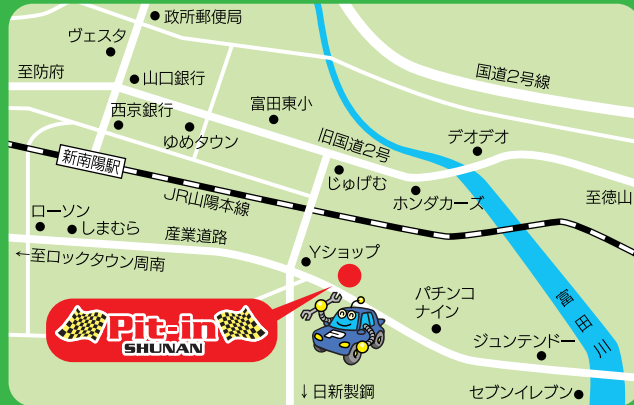 政所郵便局
ヴェスタ
至防府
山口銀行
国道2号線
西京銀行
富田東小
ゆめタウン
旧国道2号
デオデオ
新南陽駅
じゅげむ
JR山陽本線
ホンダカーズ
至徳山
ローソン
しまむら
産業道路
Yショップ
←至ロックタウン周南
パチンコ
ナイン
富田川
Pit-in
SHUNAN
ジュンテンドー
↓日新製鋼
セブンイレブン